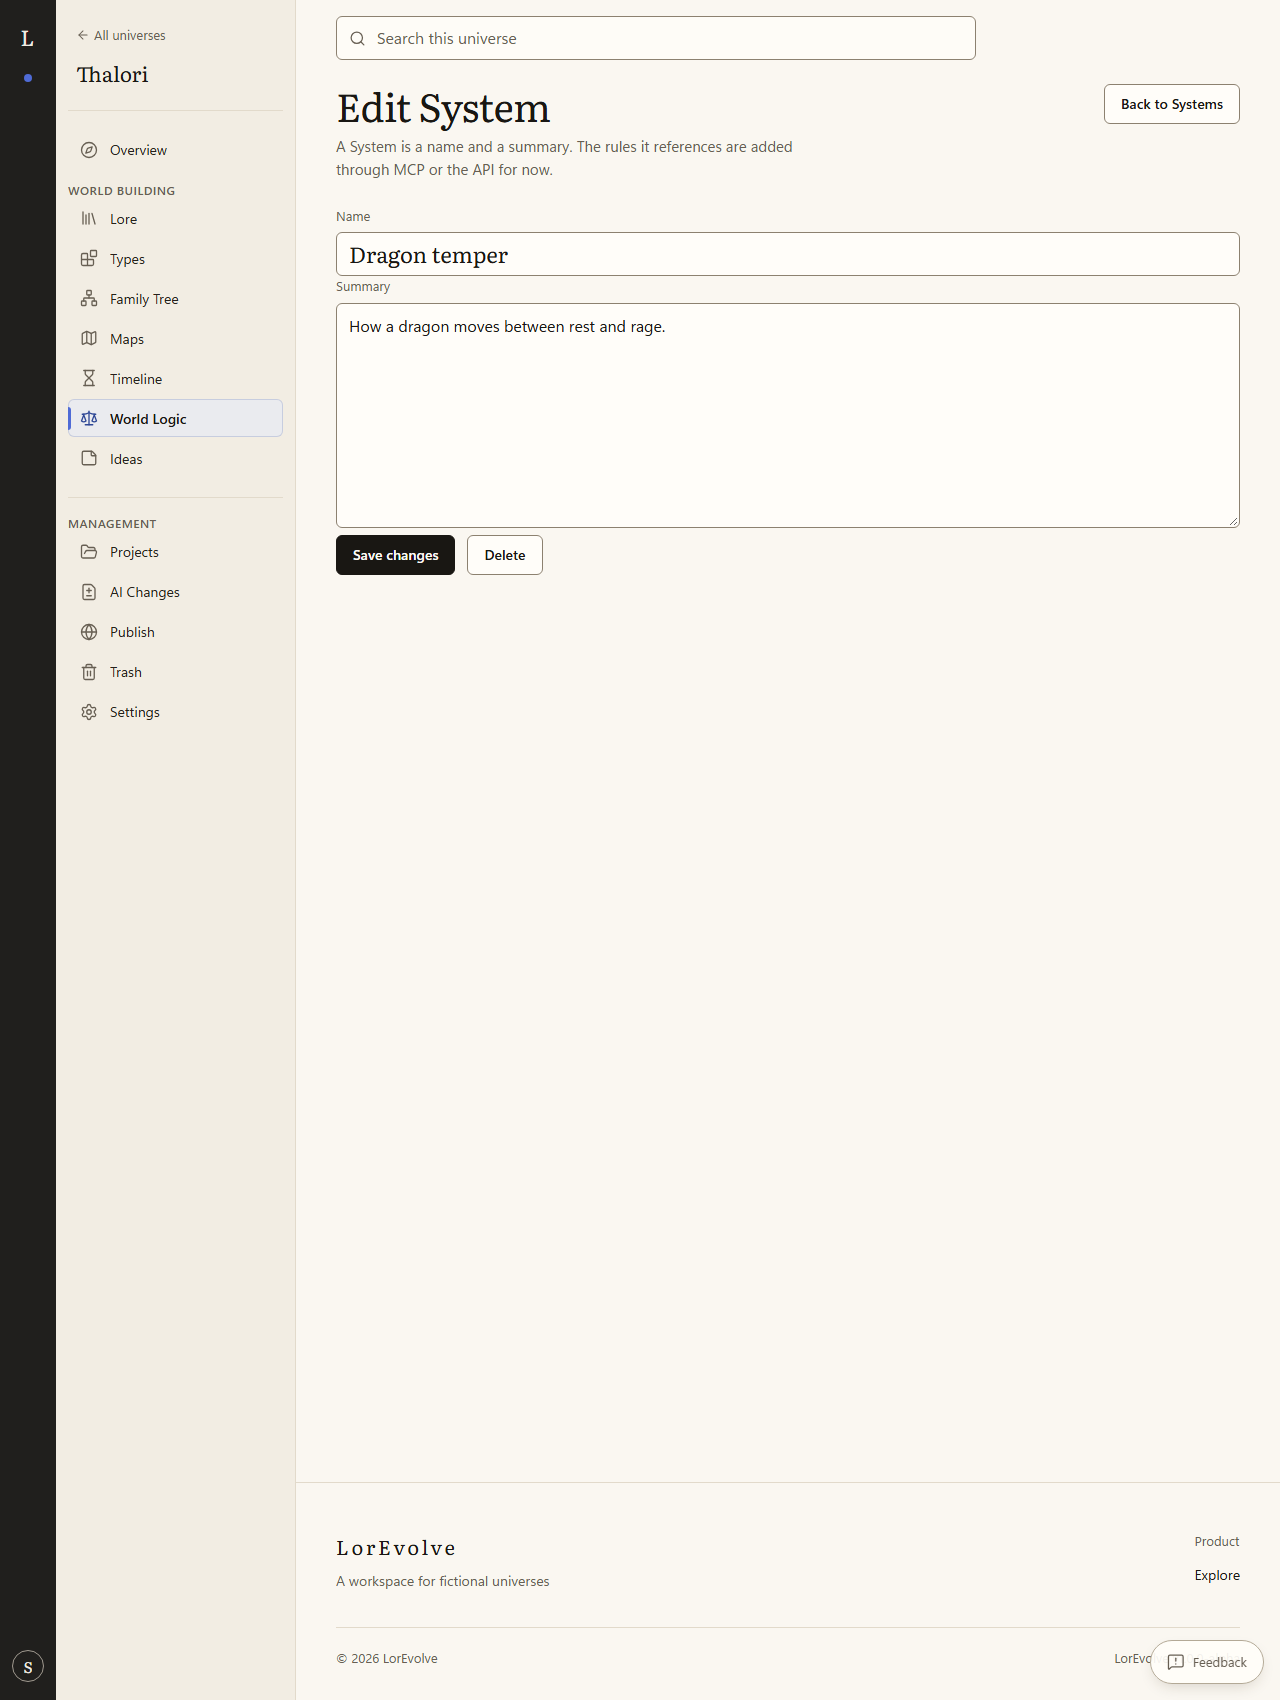 L
← All universes
Thalori
Overview
WORLD BUILDING
Lore
Types
Family Tree
Maps
Timeline
World Logic
Ideas
MANAGEMENT
Projects
AI Changes
Publish
Trash
Settings
S
Search this universe
Edit System
Back to Systems
A System is a name and a summary. The rules it references are added
through MCP or the API for now.
Name
Dragon temper
Summary
How a dragon moves between rest and rage.
Save changes
Delete
LorEvolve
A workspace for fictional universes
Product
Explore
© 2026 LorEvolve
Feedback